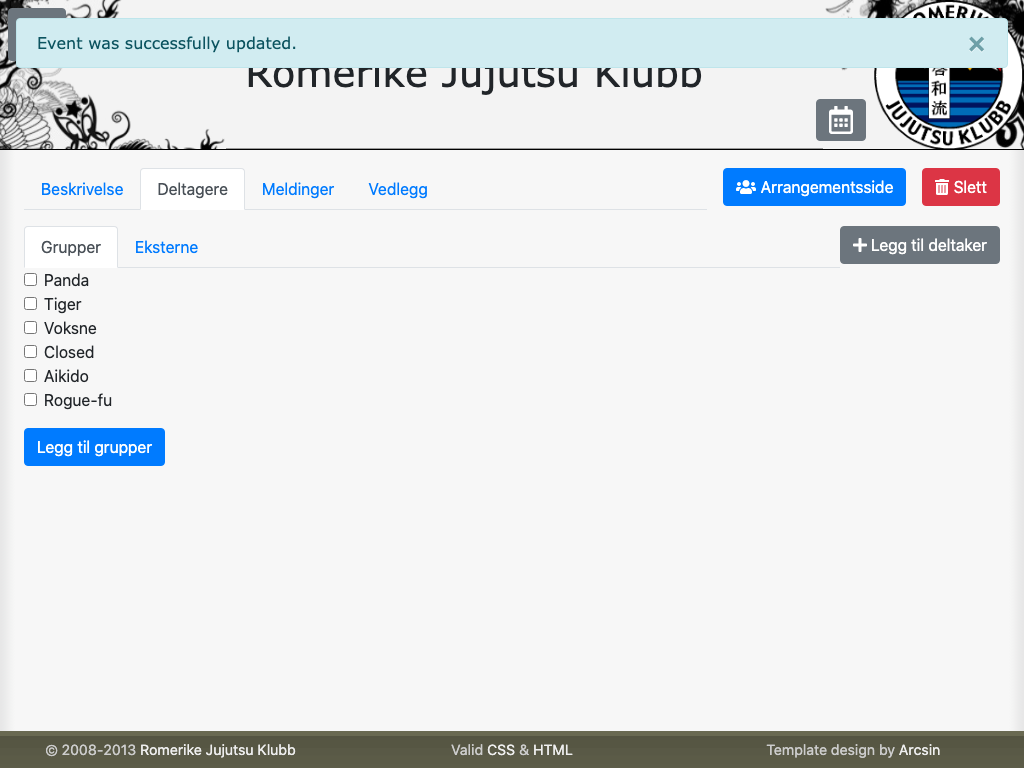 Event was successfully updated.
×
Romerike Jujutsu Klubb
ROMERIKE
和流
JUJUTSU KLUBB
Beskrivelse
Deltagere
Meldinger
Vedlegg
Arrangementsside
Slett
Grupper
Eksterne
Legg til deltaker
Panda
Tiger
Voksne
Closed
Aikido
Rogue-fu
Legg til grupper
© 2008-2013 Romerike Jujutsu Klubb
Valid CSS & HTML
Template design by Arcsin